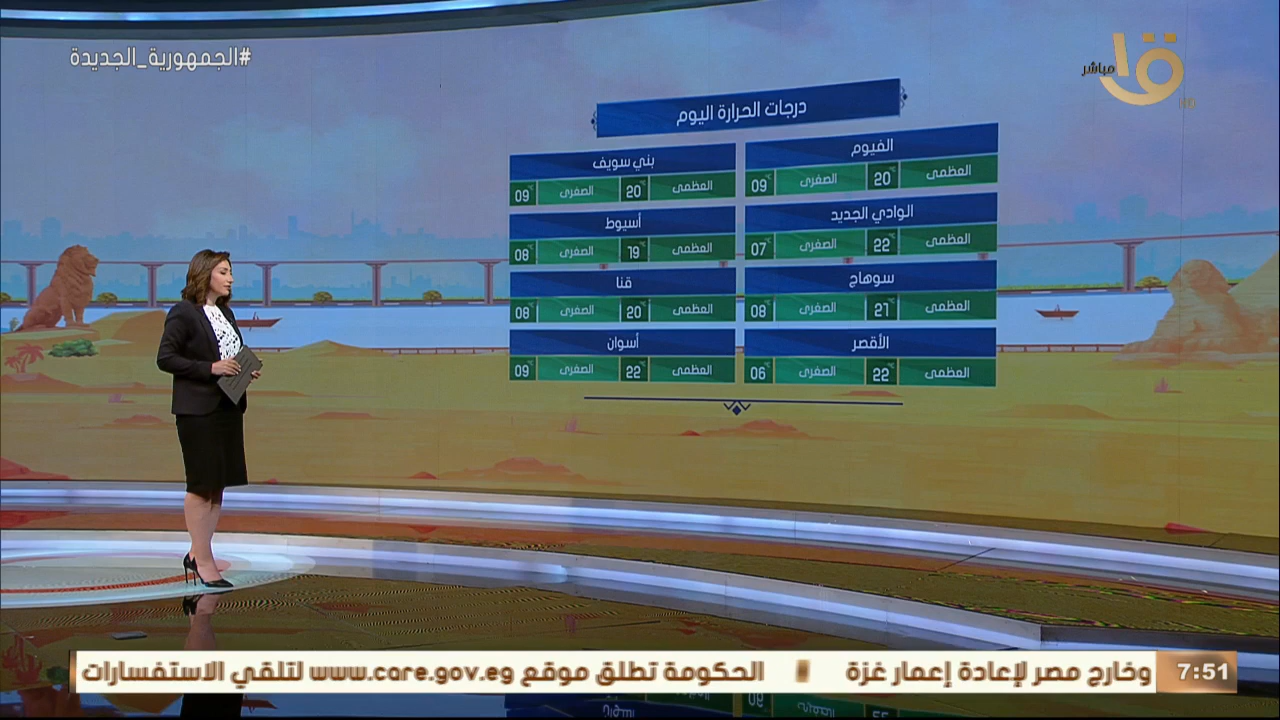 #الجمهورية_الجديدة
مباشر
درجات الحرارة اليوم
الفيوم
العظمى 20 الصغرى 09
بني سويف
العظمى 20 الصغرى 09
الوادي الجديد
العظمى 22 الصغرى 07
أسيوط
العظمى 19 الصغرى 08
سوهاج
العظمى 21 الصغرى 08
قنا
العظمى 20 الصغرى 08
الأقصر
العظمى 22 الصغرى 06
أسوان
العظمى 22 الصغرى 09
7:51
وخارج مصر لإعادة إعمار غزة
الحكومة تطلق موقع www.care.gov.eg لتلقي الاستفسارات